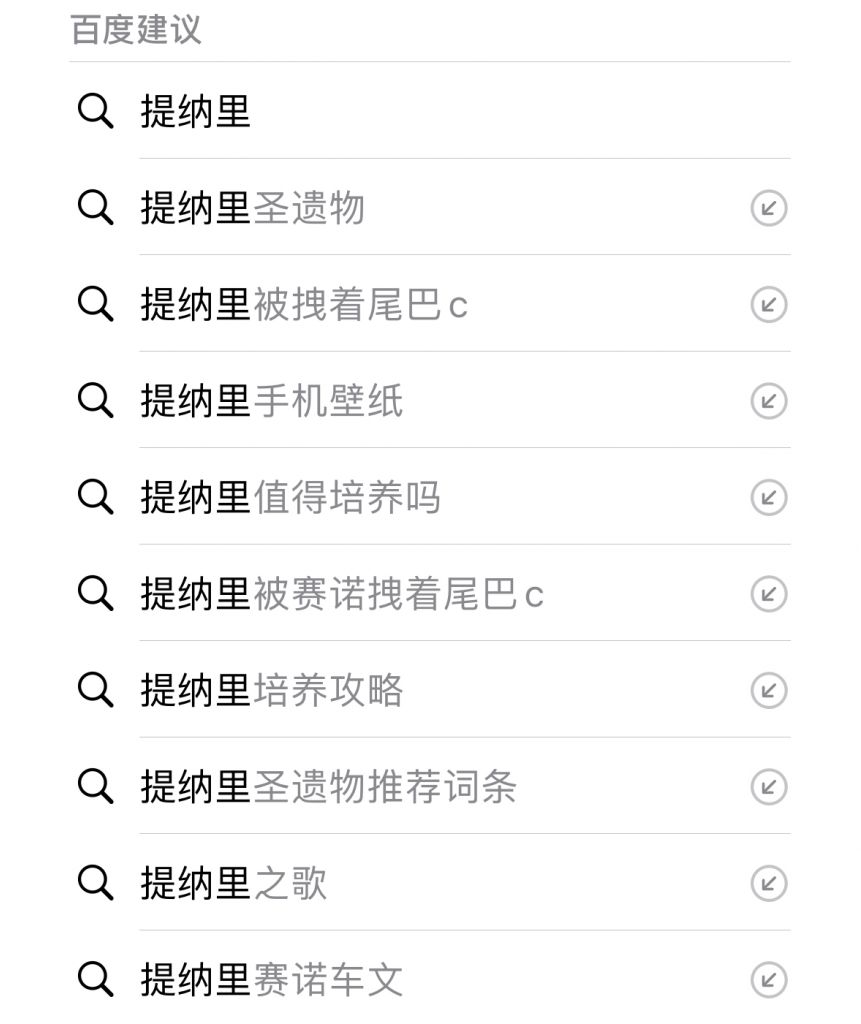 百度建议
提纳里
提纳里圣遗物
提纳里被拽着尾巴c
提纳里手机壁纸
提纳里值得培养吗
提纳里被赛诺拽着尾巴c
提纳里培养攻略
提纳里圣遗物推荐词条
提纳里之歌
提纳里赛诺车文